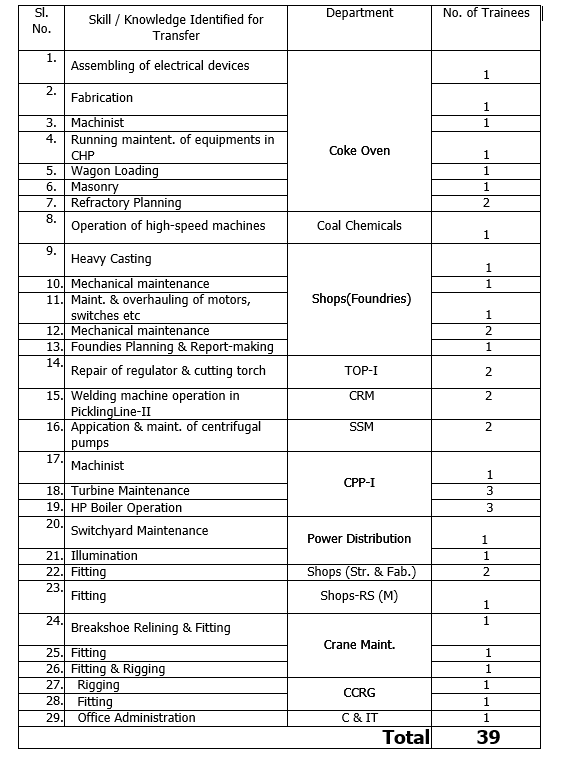 Sl. No. Skill / Knowledge Identified for Transfer Department No. of Trainees
1. Assembling of electrical devices Coke Oven 1
2. Fabrication 1
3. Machinist 1
4. Running maintent. of equipments in CHP 1
5. Wagon Loading 1
6. Masonry 1
7. Refractory Planning 2
8. Operation of high-speed machines Coal Chemicals 1
9. Heavy Casting Shops(Foundries) 1
10. Mechanical maintenance 1
11. Maint. & overhauling of motors, switches etc 1
12. Mechanical maintenance 2
13. Foundies Planning & Report-making 1
14. Repair of regulator & cutting torch TOP-I 2
15. Welding machine operation in PicklingLine-II CRM 2
16. Appication & maint. of centrifugal pumps SSM 2
17. Machinist CPP-I 1
18. Turbine Maintenance 3
19. HP Boiler Operation 3
20. Switchyard Maintenance Power Distribution 1
21. Illumination 1
22. Fitting Shops (Str. & Fab.) 2
23. Fitting Shops-RS (M) 1
24. Breakshoe Relining & Fitting Crane Maint. 1
25. Fitting 1
26. Fitting & Rigging 1
27. Rigging CCRG 1
28. Fitting 1
29. Office Administration C & IT 1
Total 39